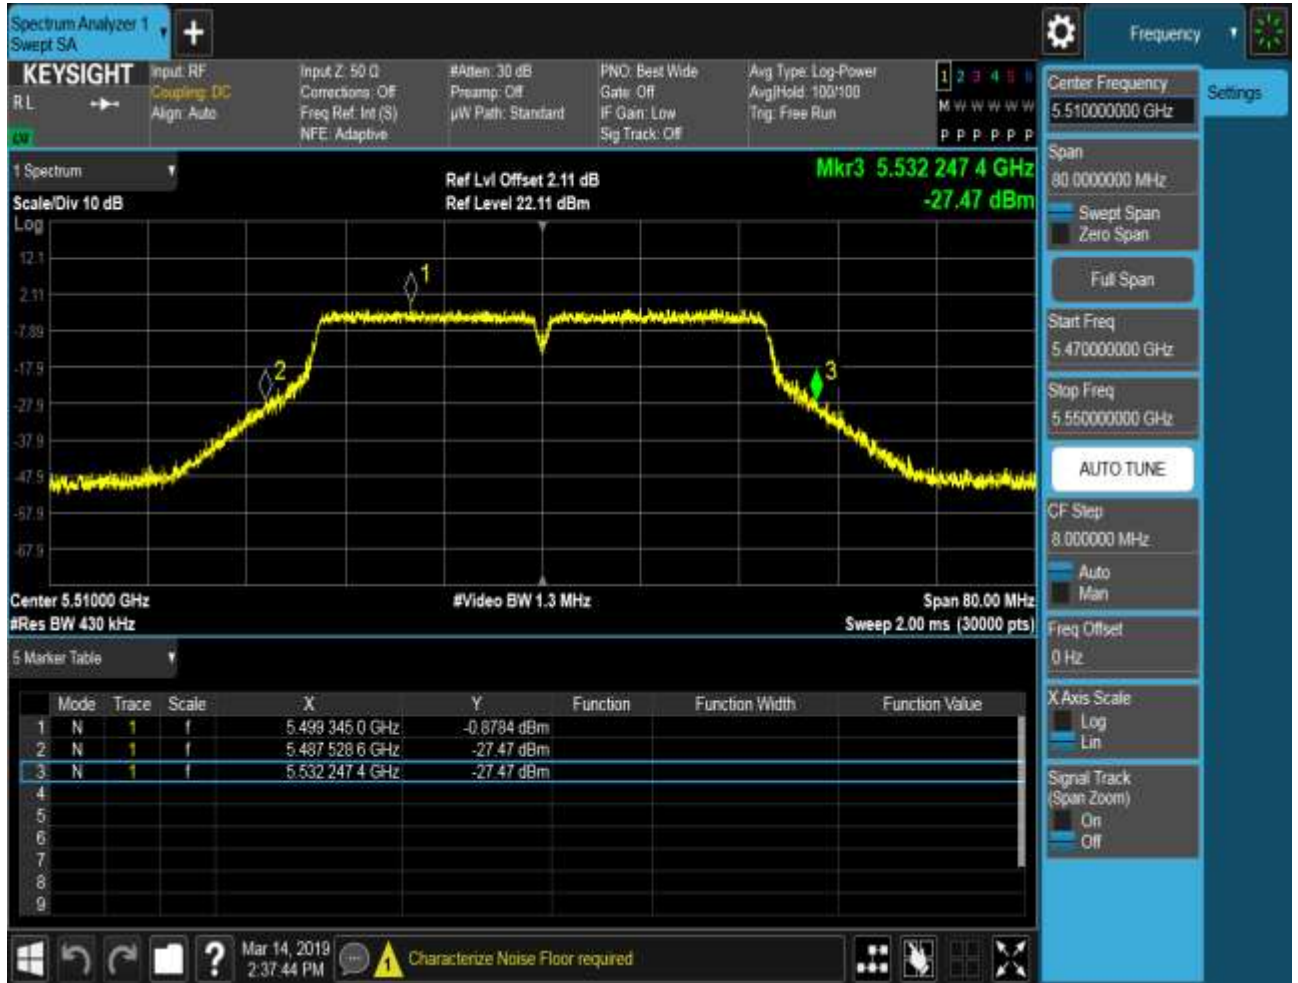 Spectrum Analyzer 1
Swept SA
+
Frequency
KEYSIGHT
RL
Input: RF
Coupling: DC
Align: Auto
Input Z: 50 Ω
Corrections: Off
Freq Ref: Int (S)
NFE: Adaptive
#Atten: 30 dB
Preamp: Off
µW Path: Standard
PNO: Best Wide
Gate: Off
IF Gain: Low
Sig Track: Off
Avg Type: Log-Power
Avg|Hold: 100/100
Trig: Free Run
1 2 3 4 5 6
M W W W W W
P P P P P P
1 Spectrum
Scale/Div 10 dB
Ref Lvl Offset 2.11 dB
Ref Level 22.11 dBm
Mkr3 5.532 247 4 GHz
-27.47 dBm
Log
12.1
2.11
-7.89
-17.9
-27.9
-37.9
-47.9
-57.9
-67.9
1
2
3
Center 5.51000 GHz
#Res BW 430 kHz
#Video BW 1.3 MHz
Span 80.00 MHz
Sweep 2.00 ms (30000 pts)
5 Marker Table
Mode Trace Scale X Y Function Function Width Function Value
1 N 1 f 5.499 345 0 GHz -0.8784 dBm
2 N 1 f 5.487 528 6 GHz -27.47 dBm
3 N 1 f 5.532 247 4 GHz -27.47 dBm
4
5
6
7
8
9
?
Mar 14, 2019
2:37:44 PM
1
Characterize Noise Floor required
Center Frequency
5.510000000 GHz
Settings
Span
80.0000000 MHz
Swept Span
Zero Span
Full Span
Start Freq
5.470000000 GHz
Stop Freq
5.550000000 GHz
AUTO TUNE
CF Step
8.000000 MHz
Auto
Man
Freq Offset
0 Hz
X Axis Scale
Log
Lin
Signal Track
(Span Zoom)
On
Off